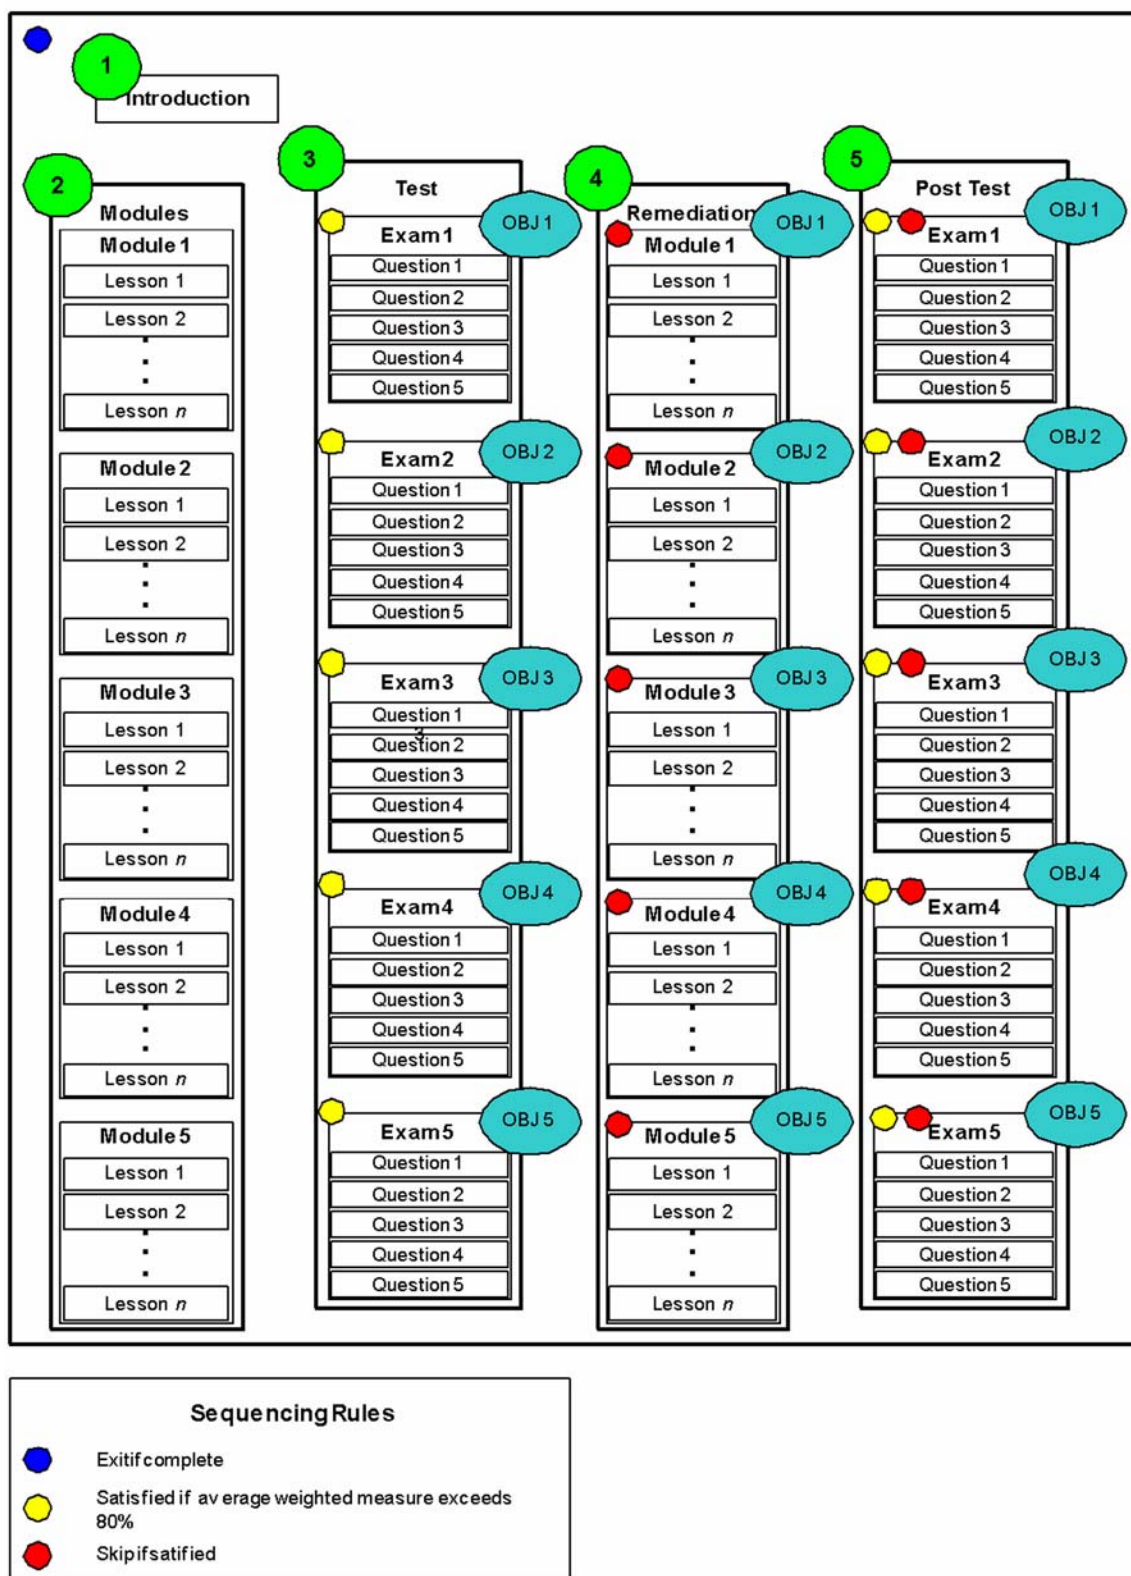 1
Introduction
2
Modules
Module 1
Lesson 1
Lesson 2
Lesson n
Module 2
Lesson 1
Lesson 2
Lesson n
Module 3
Lesson 1
Lesson 2
Lesson n
Module 4
Lesson 1
Lesson 2
Lesson n
Module 5
Lesson 1
Lesson 2
Lesson n
3
Test
OBJ 1
Exam 1
Question 1
Question 2
Question 3
Question 4
Question 5
OBJ 2
Exam 2
Question 1
Question 2
Question 3
Question 4
Question 5
OBJ 3
Exam 3
Question 1
3
Question 2
Question 3
Question 4
Question 5
OBJ 4
Exam 4
Question 1
Question 2
Question 3
Question 4
Question 5
OBJ 5
Exam 5
Question 1
Question 2
Question 3
Question 4
Question 5
4
Remediation
OBJ 1
Module 1
Lesson 1
Lesson 2
Lesson n
OBJ 2
Module 2
Lesson 1
Lesson 2
Lesson n
OBJ 3
Module 3
Lesson 1
Lesson 2
Lesson n
OBJ 4
Module 4
Lesson 1
Lesson 2
Lesson n
OBJ 5
Module 5
Lesson 1
Lesson 2
Lesson n
5
Post Test
OBJ 1
Exam 1
Question 1
Question 2
Question 3
Question 4
Question 5
OBJ 2
Exam 2
Question 1
Question 2
Question 3
Question 4
Question 5
OBJ 3
Exam 3
Question 1
Question 2
Question 3
Question 4
Question 5
OBJ 4
Exam 4
Question 1
Question 2
Question 3
Question 4
Question 5
OBJ 5
Exam 5
Question 1
Question 2
Question 3
Question 4
Question 5
Sequencing Rules
Exit if complete
Satisfied if average weighted measure exceeds
80%
Skip if satified